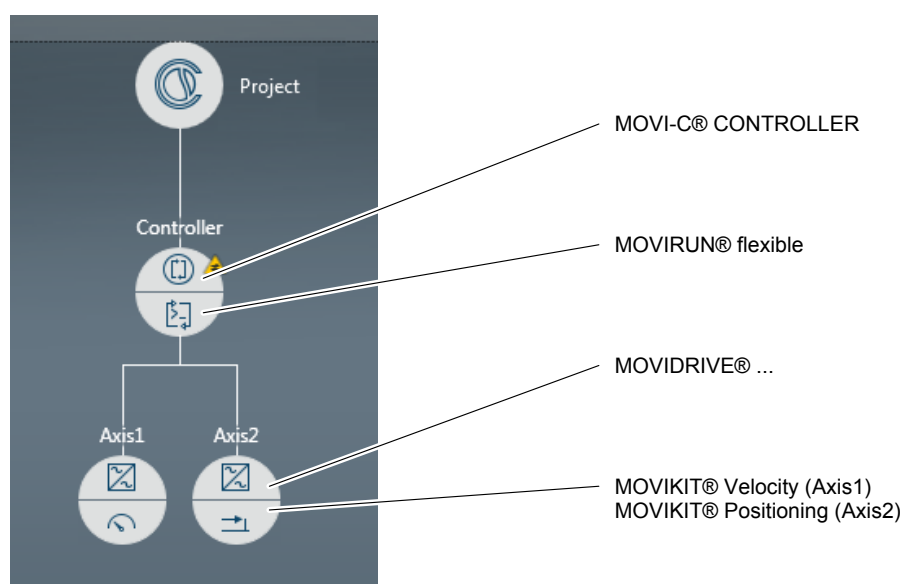 Project
MOVI-C® CONTROLLER
Controller
MOVIRUN® flexible
MOVIDRIVE® ...
Axis1
Axis2
MOVIKIT® Velocity (Axis1)
MOVIKIT® Positioning (Axis2)